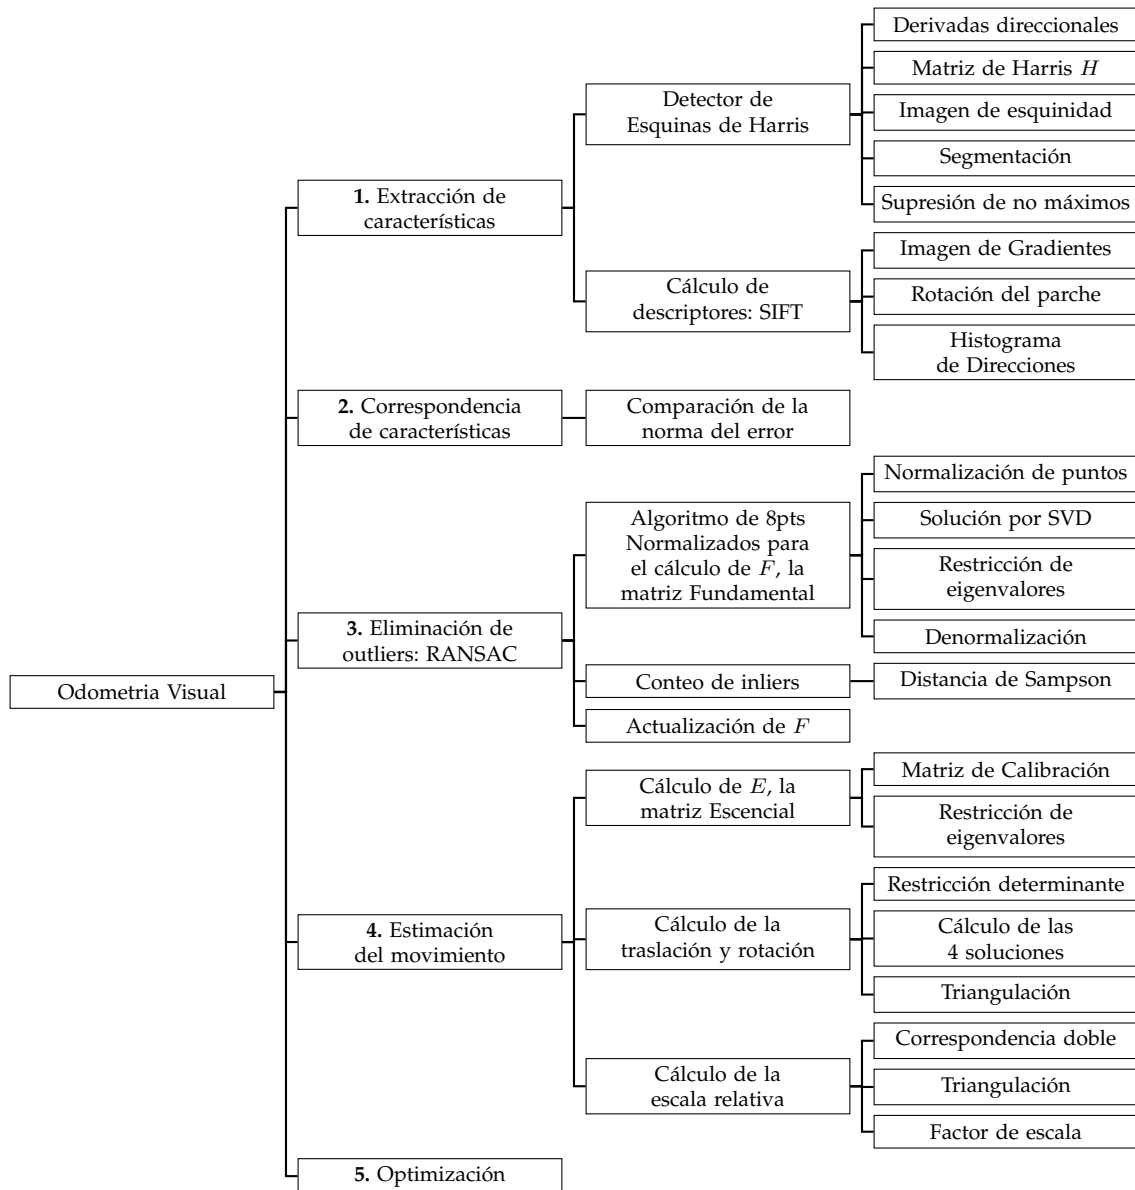 Odometria Visual
1. Extracción de
características
Detector de
Esquinas de Harris
Derivadas direccionales
Matriz de Harris H
Imagen de esquinidad
Segmentación
Supresión de no máximos
Cálculo de
descriptores: SIFT
Imagen de Gradientes
Rotación del parche
Histograma
de Direcciones
2. Correspondencia
de características
Comparación de la
norma del error
3. Eliminación de
outliers: RANSAC
Algoritmo de 8pts
Normalizados para
el cálculo de F, la
matriz Fundamental
Normalización de puntos
Solución por SVD
Restricción de
eigenvalores
Denormalización
Conteo de inliers
Distancia de Sampson
Actualización de F
4. Estimación
del movimiento
Cálculo de E, la
matriz Escencial
Matriz de Calibración
Restricción de
eigenvalores
Cálculo de la
traslación y rotación
Restricción determinante
Cálculo de las
4 soluciones
Triangulación
Cálculo de la
escala relativa
Correspondencia doble
Triangulación
Factor de escala
5. Optimización